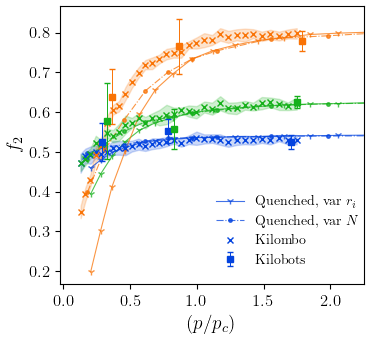 0.8
0.7
0.6
0.5
0.4
0.3
0.2
f₂
Quenched, var rᵢ
Quenched, var N
Kilombo
Kilobots
0.0 0.5 1.0 1.5 2.0
(p/p_c)